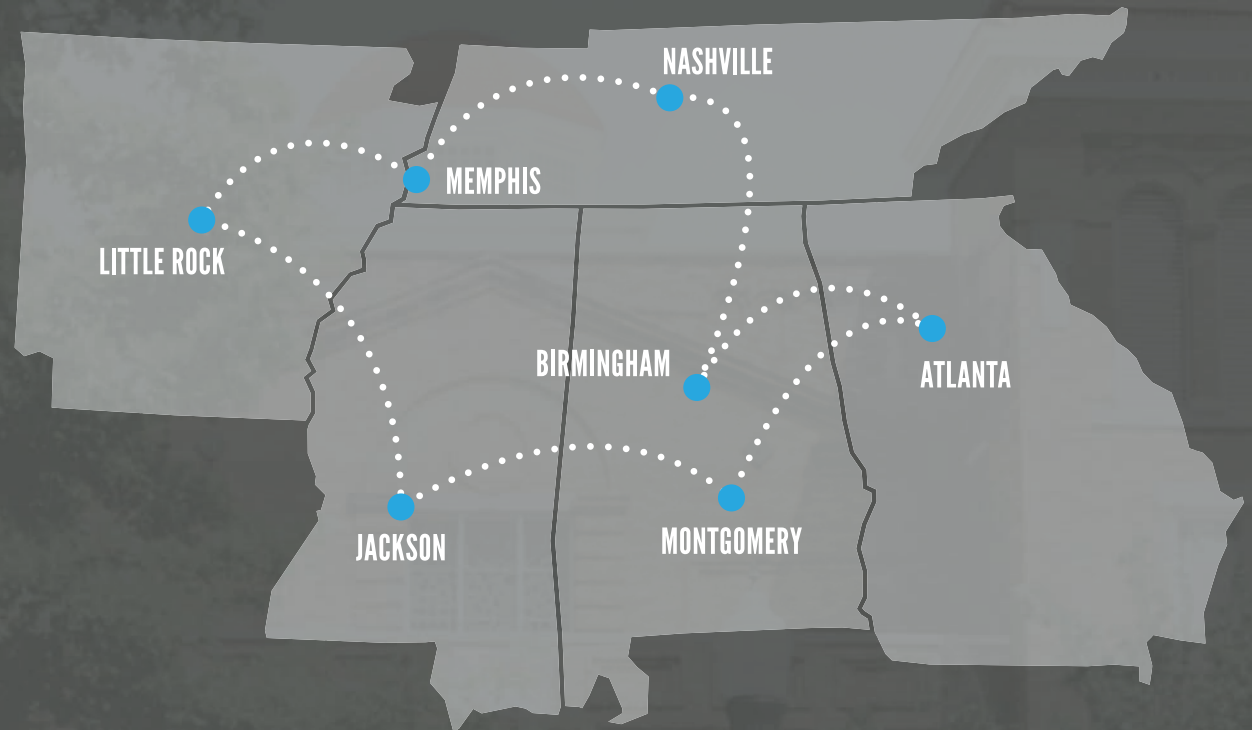 NASHVILLE
MEMPHIS
LITTLE ROCK
BIRMINGHAM
ATLANTA
JACKSON
MONTGOMERY